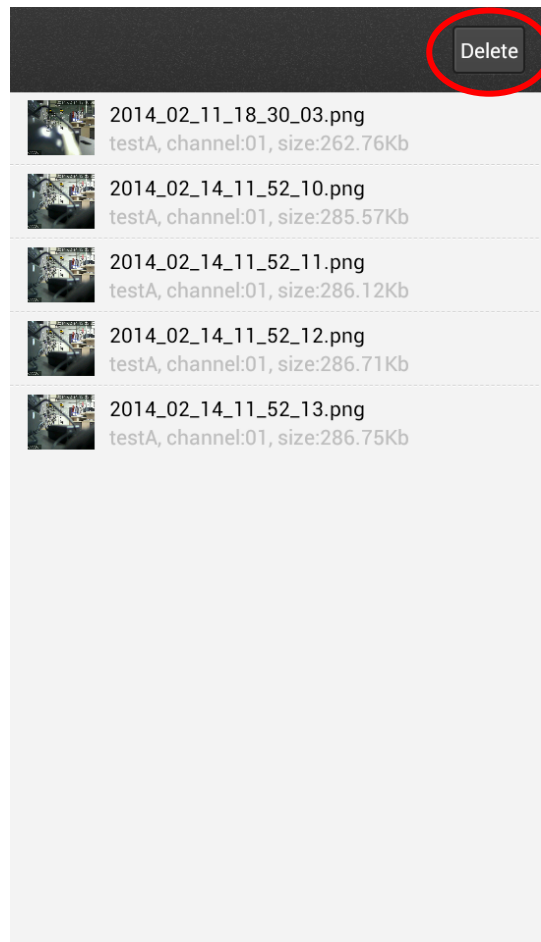 Delete
2014_02_11_18_30_03.png
testA, channel:01, size:262.76Kb
2014_02_14_11_52_10.png
testA, channel:01, size:285.57Kb
2014_02_14_11_52_11.png
testA, channel:01, size:286.12Kb
2014_02_14_11_52_12.png
testA, channel:01, size:286.71Kb
2014_02_14_11_52_13.png
testA, channel:01, size:286.75Kb